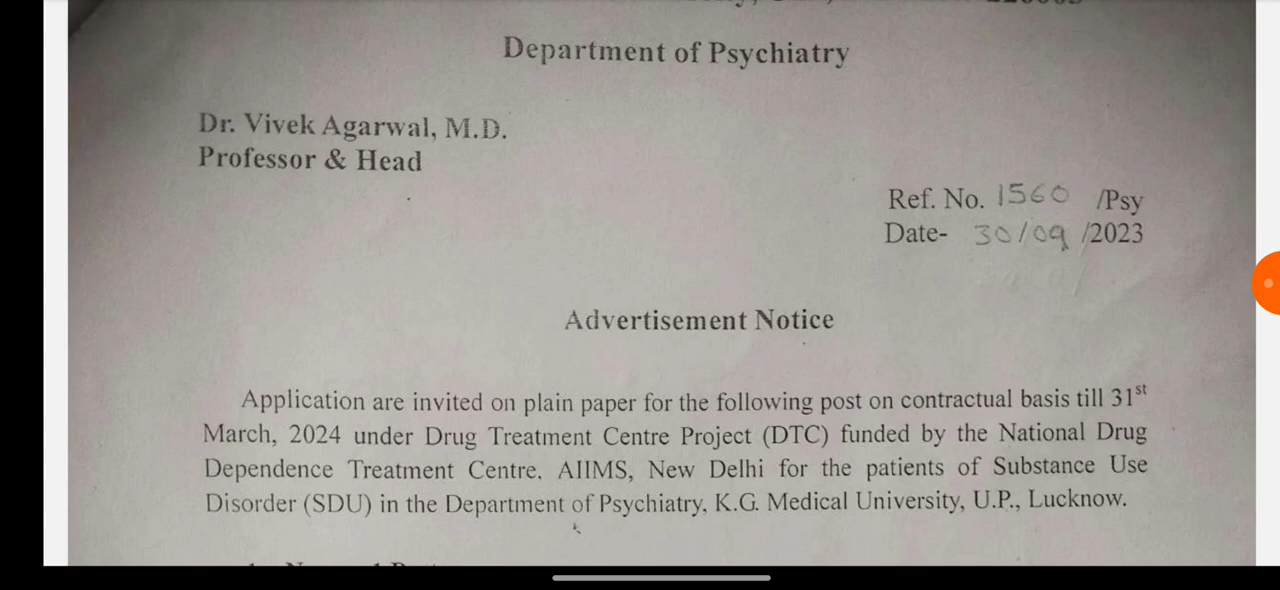 Department of Psychiatry
Dr. Vivek Agarwal, M.D.
Professor & Head
Ref. No. 1560 /Psy
Date- 30/09/2023
Advertisement Notice
Application are invited on plain paper for the following post on contractual basis till 31st
March, 2024 under Drug Treatment Centre Project (DTC) funded by the National Drug
Dependence Treatment Centre, AIIMS, New Delhi for the patients of Substance Use
Disorder (SDU) in the Department of Psychiatry, K.G. Medical University, U.P., Lucknow.